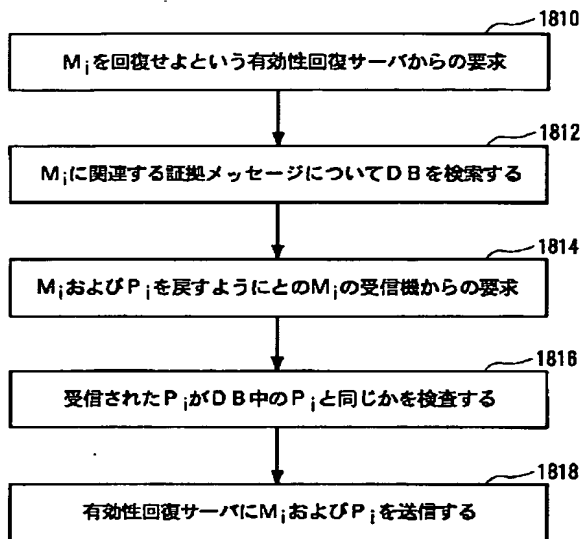 1810
Miを回復せよという有効性回復サーバからの要求
1812
Miに関連する証拠メッセージについてDBを検索する
1814
MiおよびPiを戻すようにとのMiの受信機からの要求
1816
受信されたPiがDB中のPiと同じかを検査する
1818
有効性回復サーバにMiおよびPiを送信する